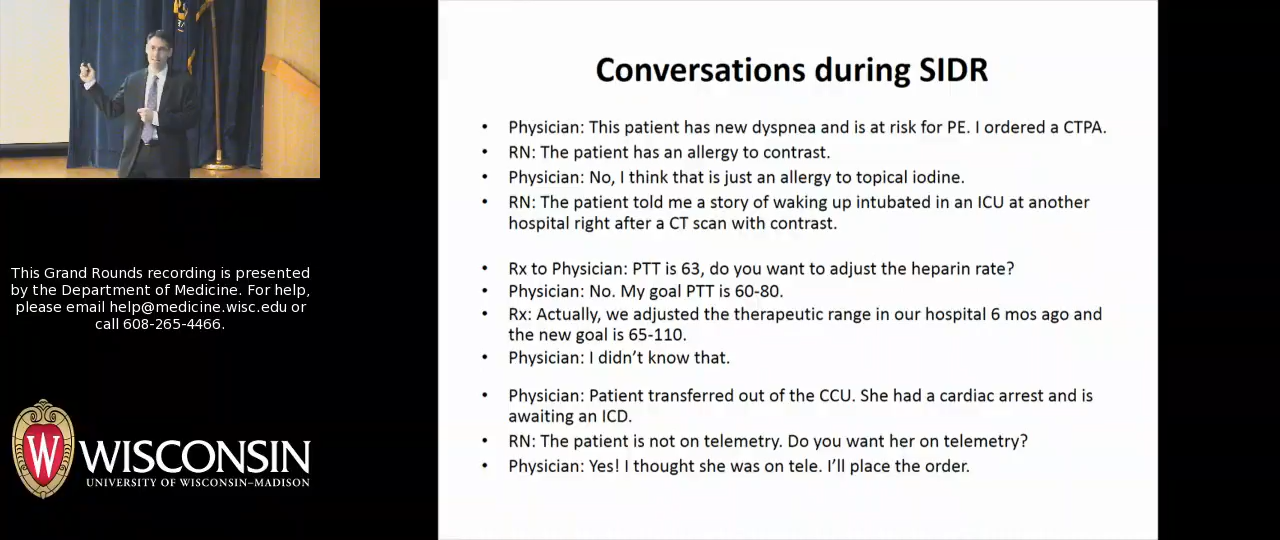 Conversations during SIDR
• Physician: This patient has new dyspnea and is at risk for PE. I ordered a CTPA.
• RN: The patient has an allergy to contrast.
• Physician: No, I think that is just an allergy to topical iodine.
• RN: The patient told me a story of waking up intubated in an ICU at another
hospital right after a CT scan with contrast.
• Rx to Physician: PTT is 63, do you want to adjust the heparin rate?
• Physician: No. My goal PTT is 60-80.
• Rx: Actually, we adjusted the therapeutic range in our hospital 6 mos ago and
the new goal is 65-110.
• Physician: I didn’t know that.
• Physician: Patient transferred out of the CCU. She had a cardiac arrest and is
awaiting an ICD.
• RN: The patient is not on telemetry. Do you want her on telemetry?
• Physician: Yes! I thought she was on tele. I’ll place the order.
This Grand Rounds recording is presented
by the Department of Medicine. For help,
please email help@medicine.wisc.edu or
call 608-265-4466.
W
WISCONSIN
UNIVERSITY OF WISCONSIN–MADISON